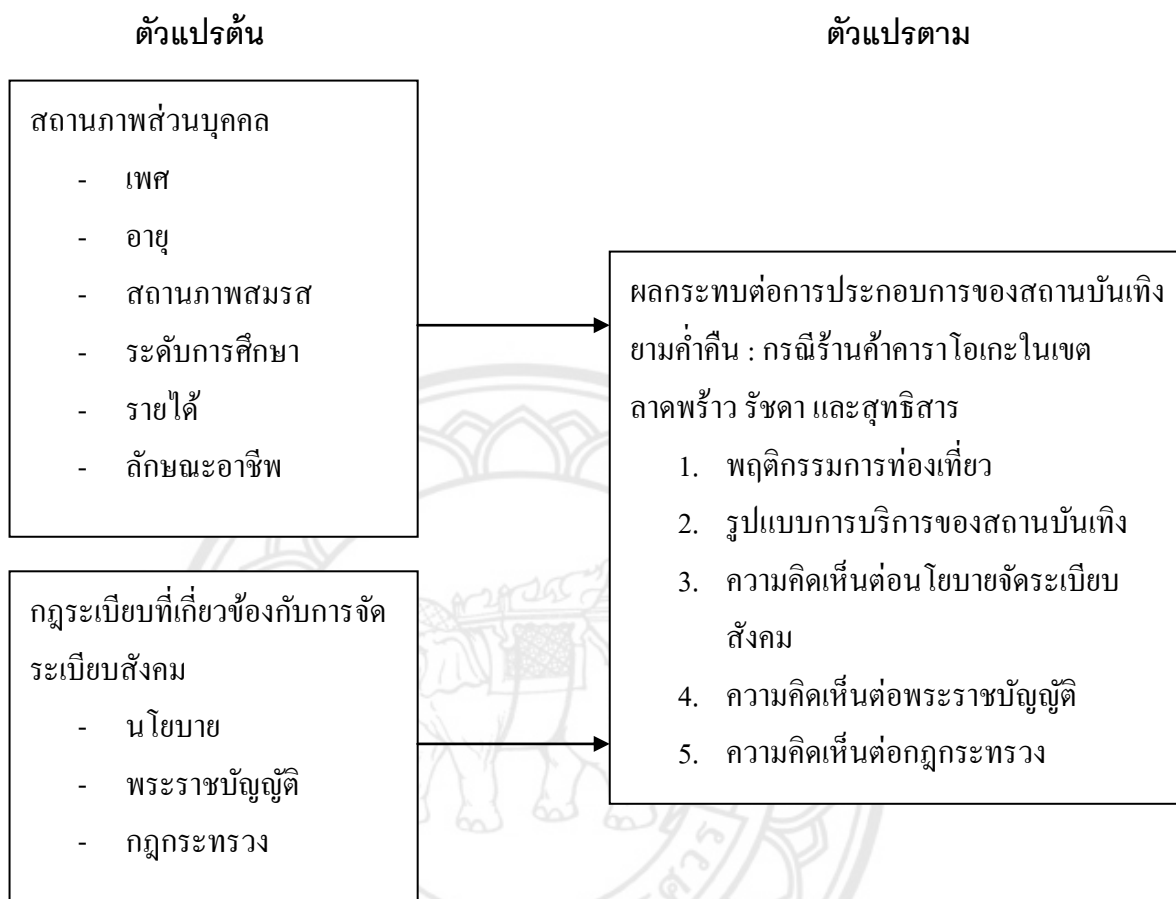 ตัวแปรต้น
ตัวแปรตาม
สถานภาพส่วนบุคคล
- เพศ
- อายุ
- สถานภาพสมรส
- ระดับการศึกษา
- รายได้
- ลักษณะอาชีพ
กฎระเบียบที่เกี่ยวข้องกับการจัด
ระเบียบสังคม
- นโยบาย
- พระราชบัญญัติ
- กฎกระทรวง
ผลกระทบต่อการประกอบการของสถานบันเทิง
ยามค่ำคืน : กรณีร้านค้าคาราโอเกะในเขต
ลาดพร้าว รัชดา และสุทธิสาร
1. พฤติกรรมการท่องเที่ยว
2. รูปแบบการบริการของสถานบันเทิง
3. ความคิดเห็นต่อนโยบายจัดระเบียบ
สังคม
4. ความคิดเห็นต่อพระราชบัญญัติ
5. ความคิดเห็นต่อกฎกระทรวง